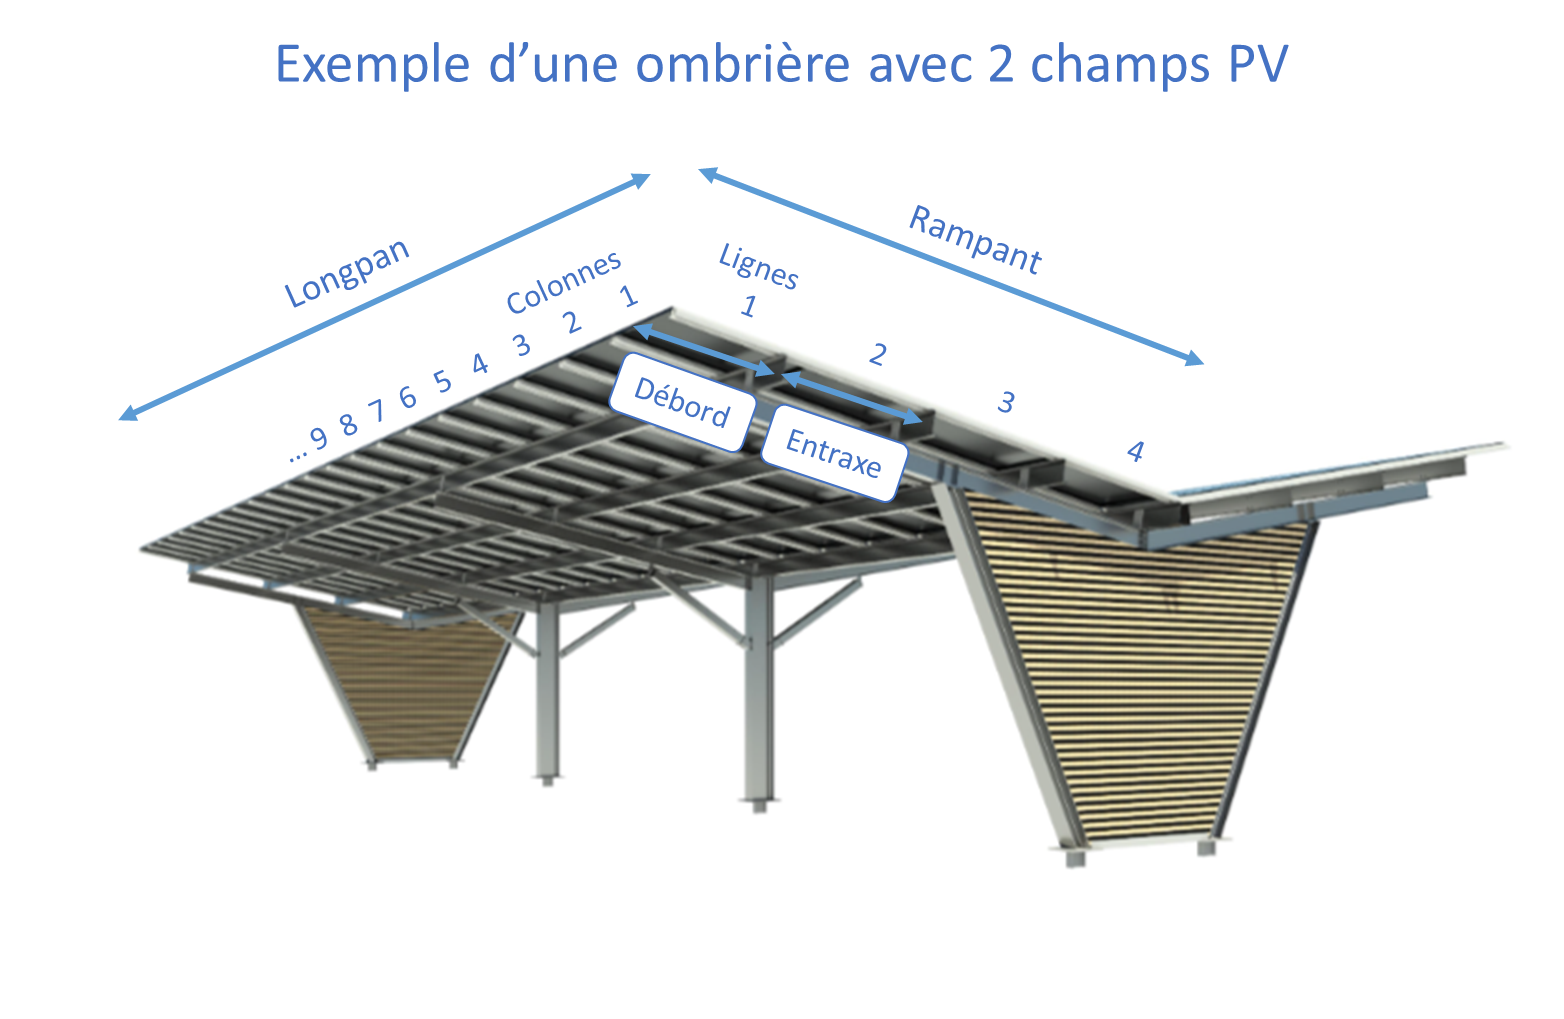 Exemple d’une ombrière avec 2 champs PV
Longpan
Rampant
Colonnes
1
2
3
4
5
6
7
8
9
...
Lignes
1
2
3
4
Débord
Entraxe